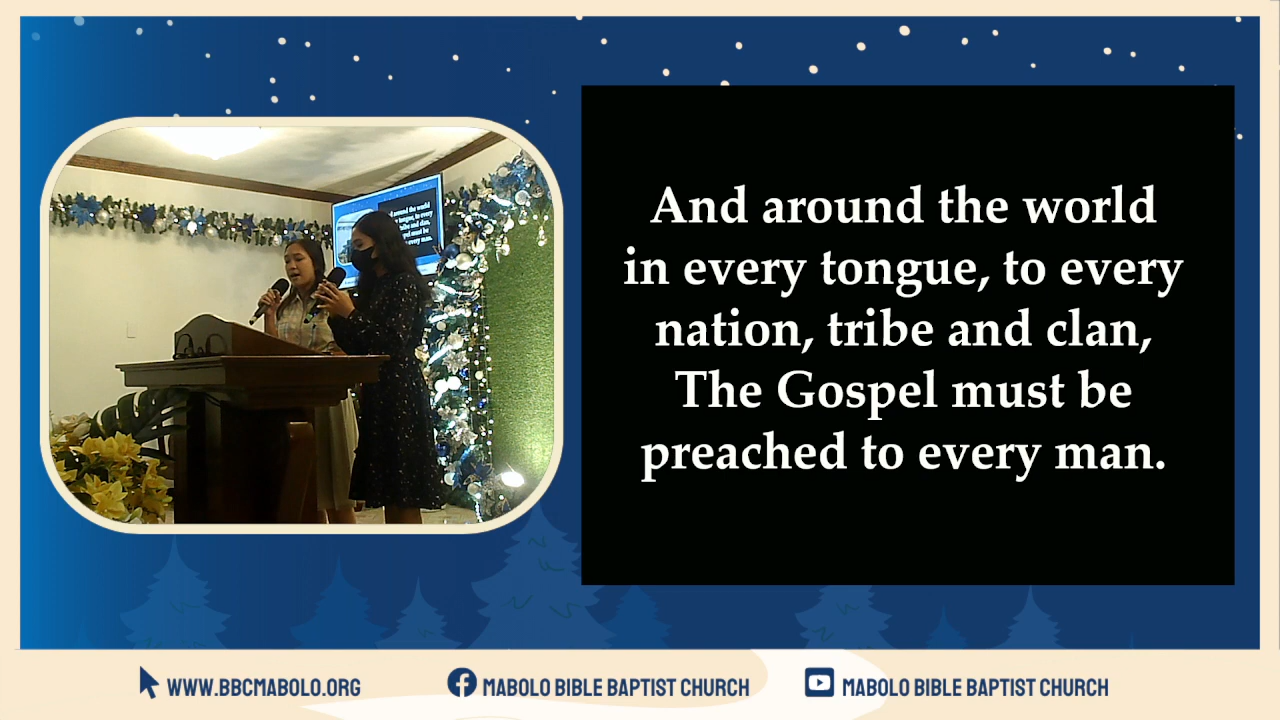 And around the world
in every tongue, to every
nation, tribe and clan,
The Gospel must be
preached to every man.
WWW.BBCMABOLO.ORG
MABOLO BIBLE BAPTIST CHURCH
MABOLO BIBLE BAPTIST CHURCH